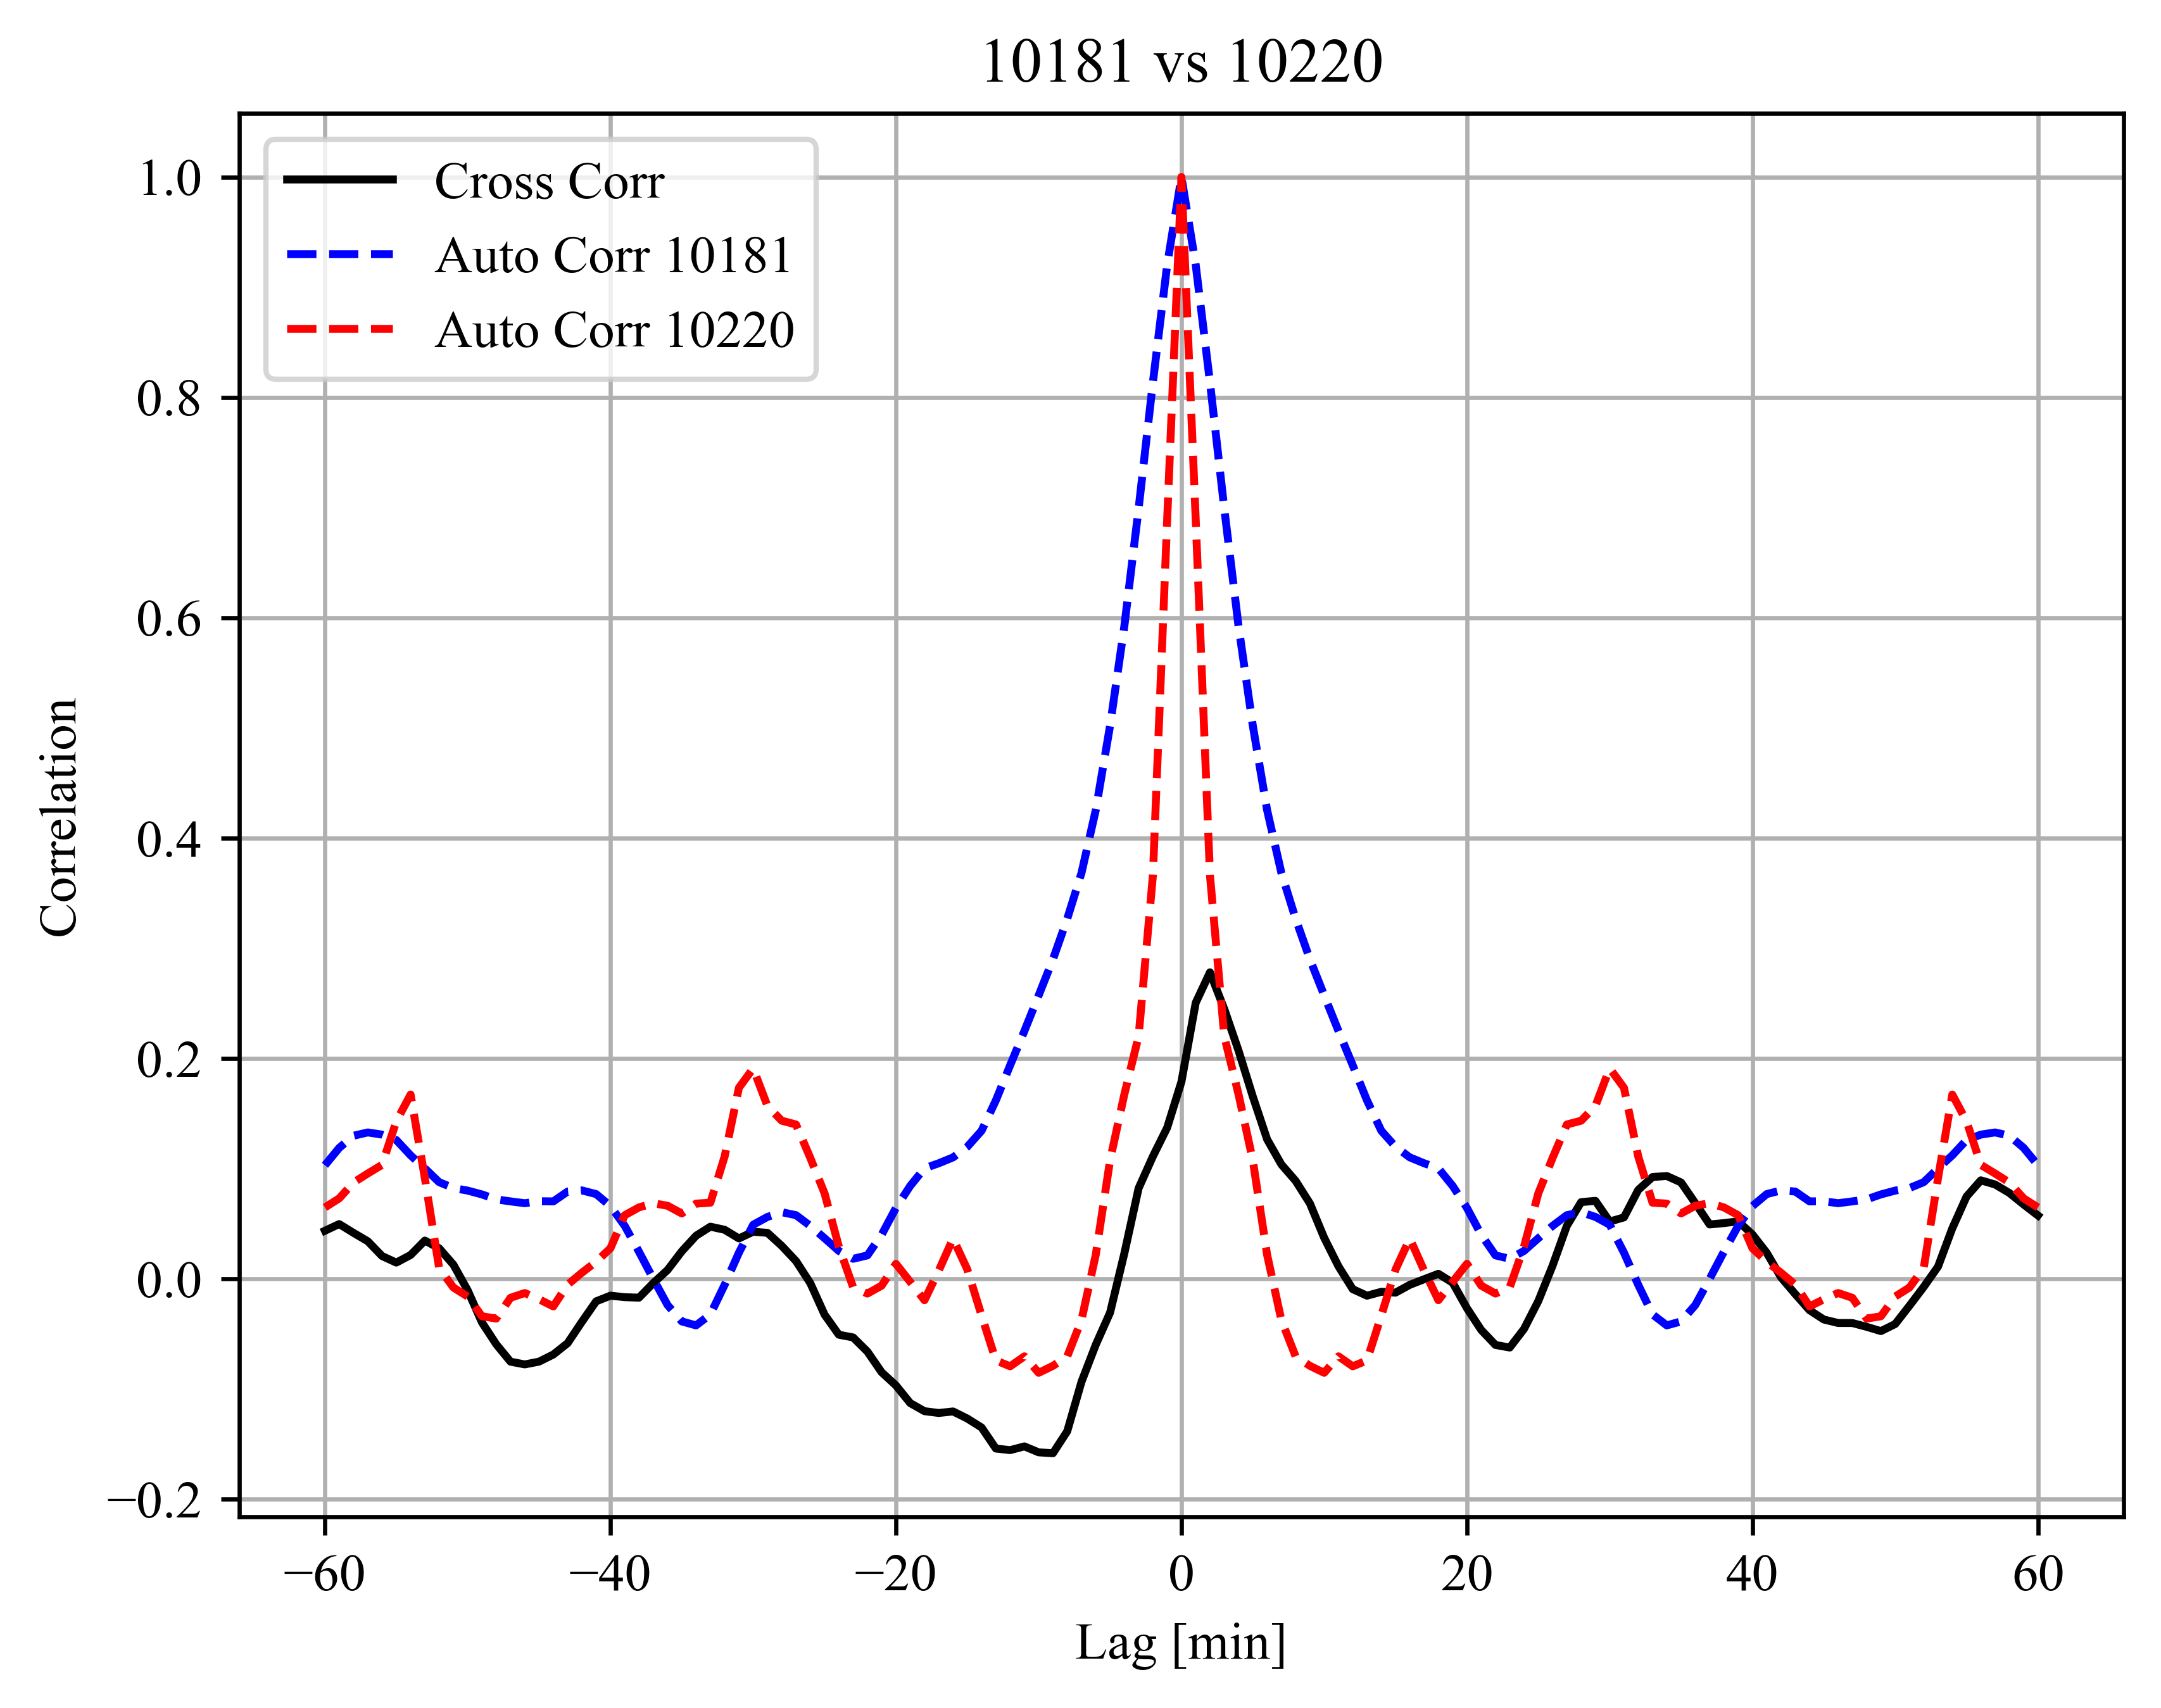 10181 vs 10220
Cross Corr
Auto Corr 10181
Auto Corr 10220
1.0
0.8
0.6
0.4
0.2
0.0
−0.2
Correlation
−60 −40 −20 0 20 40 60
Lag [min]